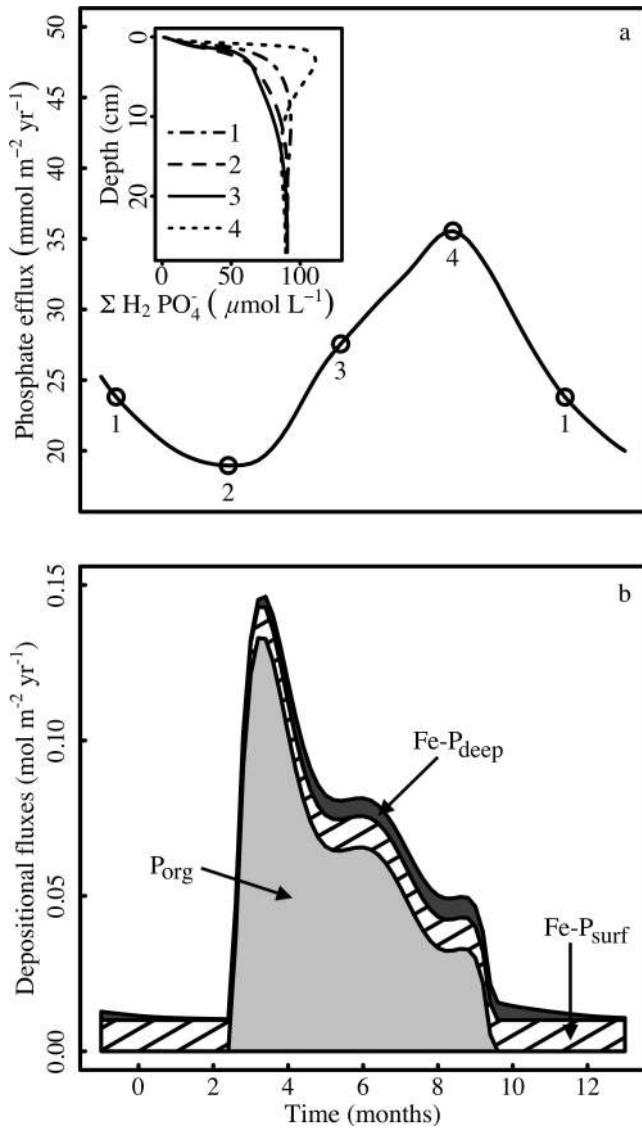 a
Phosphate efflux (mmol m⁻² yr⁻¹)
50
45
40
35
30
25
20
Depth (cm)
0
10
20
1
2
3
4
0 50 100
Σ H₂ PO₄⁻ ( μmol L⁻¹)
1
2
3
4
1
b
Depositional fluxes (mol m⁻² yr⁻¹)
0.15
0.10
0.05
0.00
Fe-Pdeep
Porg
Fe-Psurf
0 2 4 6 8 10 12
Time (months)